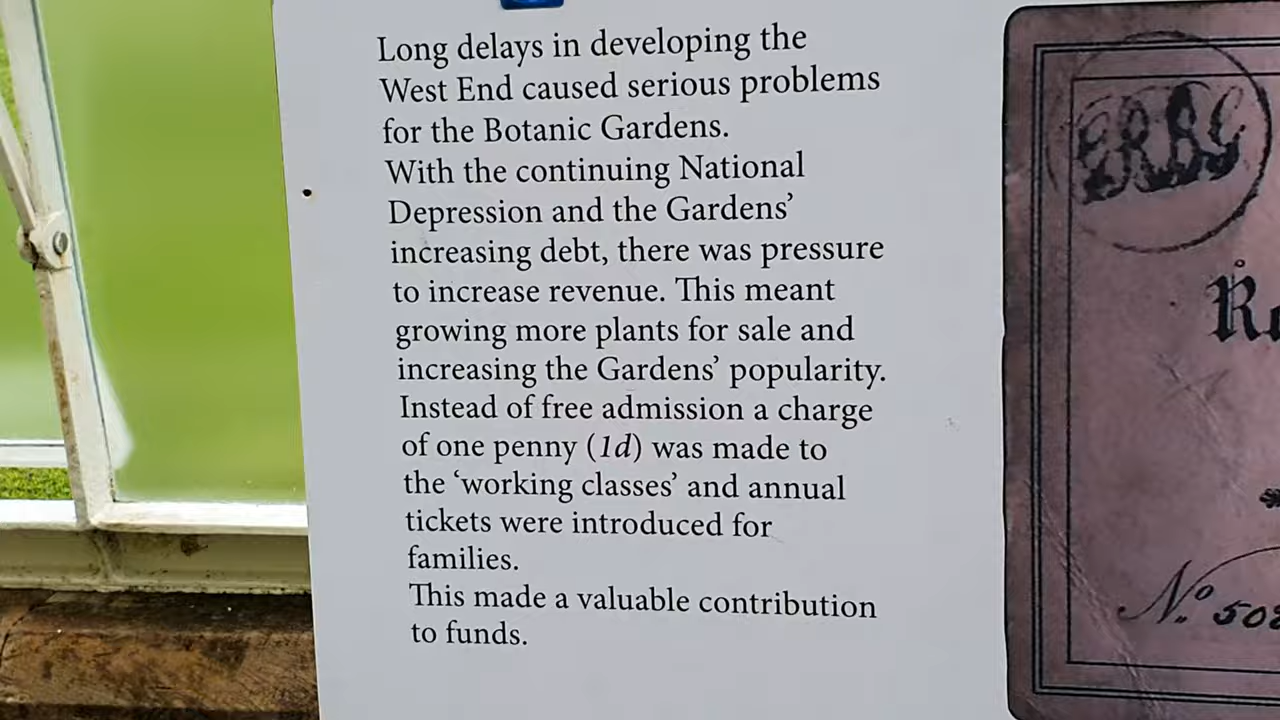 Long delays in developing the
West End caused serious problems
for the Botanic Gardens.
With the continuing National
Depression and the Gardens’
increasing debt, there was pressure
to increase revenue. This meant
growing more plants for sale and
increasing the Gardens’ popularity.
Instead of free admission a charge
of one penny (1d) was made to
the ‘working classes’ and annual
tickets were introduced for
families.
This made a valuable contribution
to funds.
No.